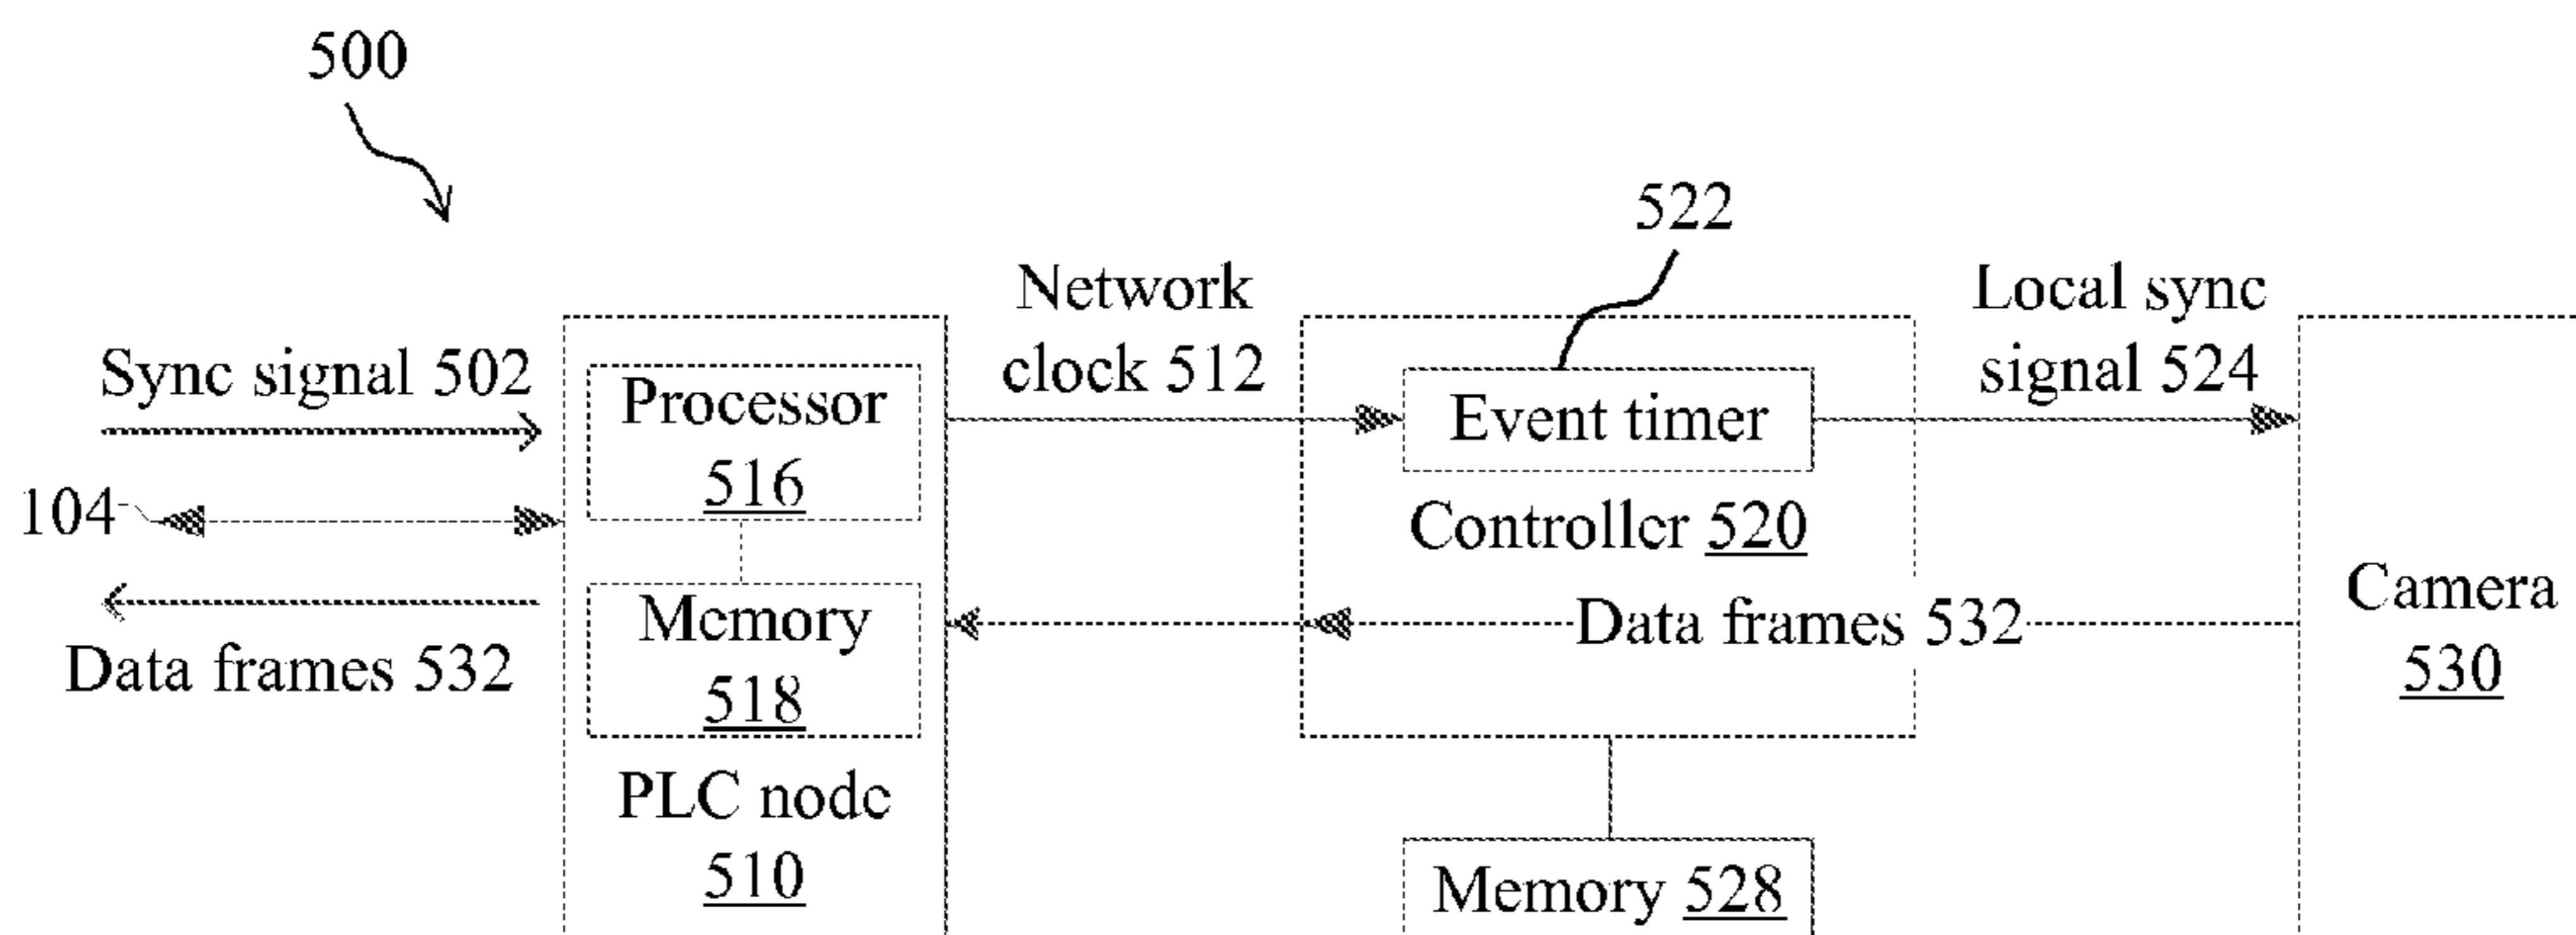 500
522
Network
clock 512
Local sync
signal 524
Sync signal 502
Processor
516
Event timer
104
Controller 520
Data frames 532
Memory
518
Data frames 532
Camera
530
PLC node
510
Memory 528